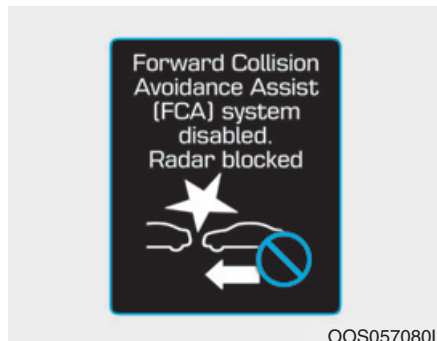 Forward Collision
Avoidance Assist
(FCA) system
disabled.
Radar blocked
OOS057080L